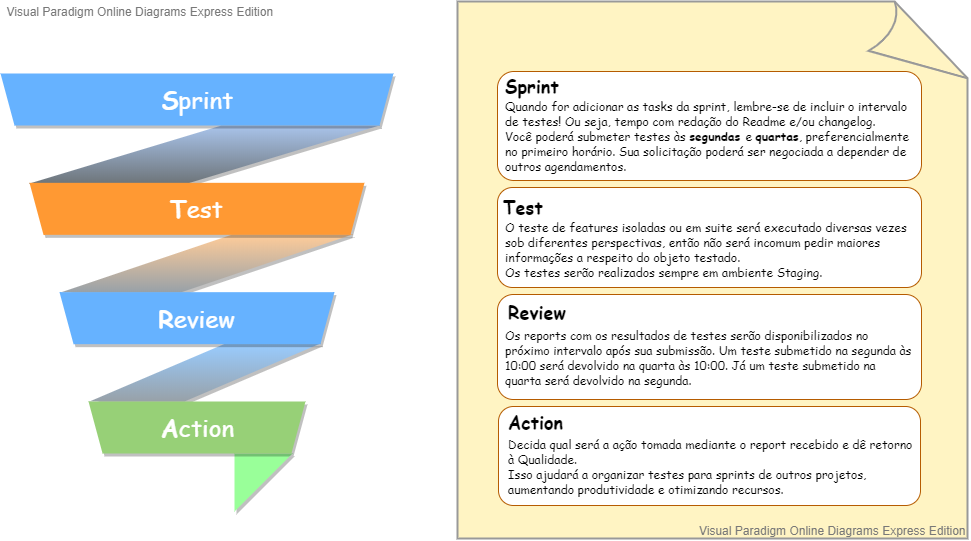 Visual Paradigm Online Diagrams Express Edition
Sprint
Test
Review
Action
Sprint
Quando for adicionar as tasks da sprint, lembre-se de incluir o intervalo
de testes! Ou seja, tempo com redação do Readme e/ou changelog.
Você poderá submeter testes às segundas e quartas, preferencialmente
no primeiro horário. Sua solicitação poderá ser negociada a depender de
outros agendamentos.
Test
O teste de features isoladas ou em suite será executado diversas vezes
sob diferentes perspectivas, então não será incomum pedir maiores
informações a respeito do objeto testado.
Os testes serão realizados sempre em ambiente Staging.
Review
Os reports com os resultados de testes serão disponibilizados no
próximo intervalo após sua submissão. Um teste submetido na segunda às
10:00 será devolvido na quarta às 10:00. Já um teste submetido na
quarta será devolvido na segunda.
Action
Decida qual será a ação tomada mediante o report recebido e dê retorno
à Qualidade.
Isso ajudará a organizar testes para sprints de outros projetos,
aumentando produtividade e otimizando recursos.
Visual Paradigm Online Diagrams Express Edition